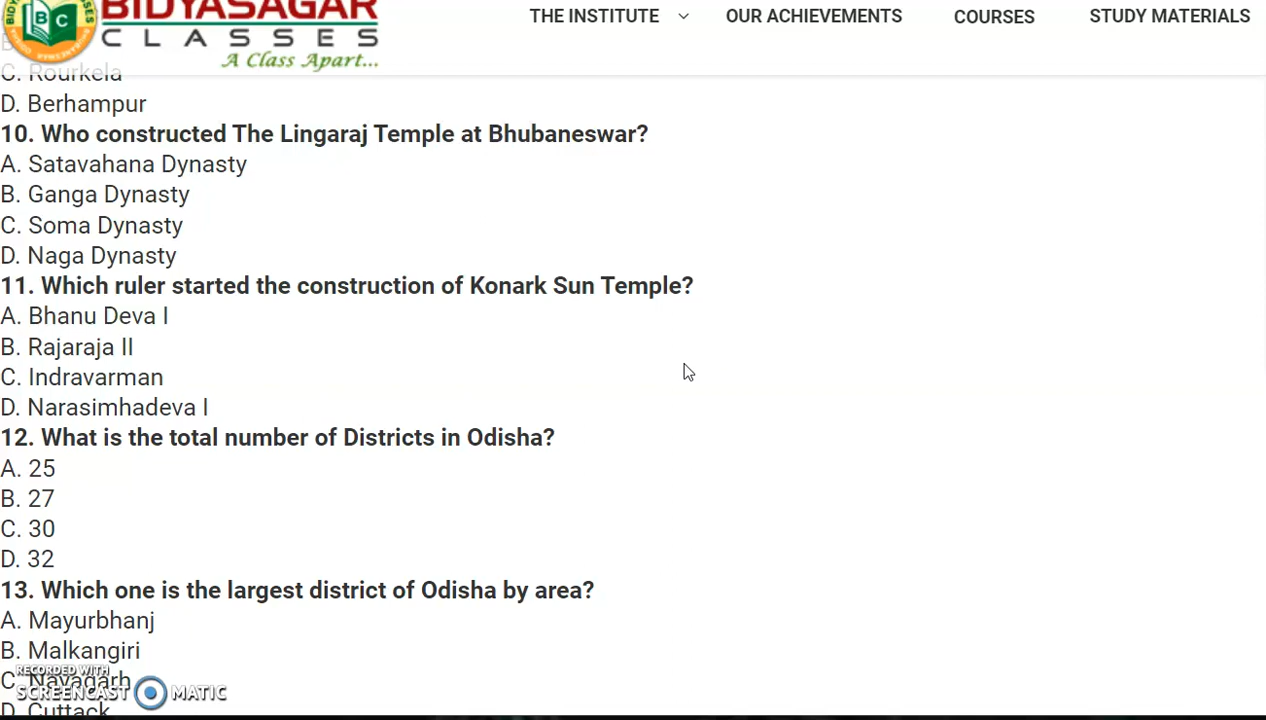 BIDYASAGAR
CLASSES
A Class Apart...
BC
THE INSTITUTE
OUR ACHIEVEMENTS
COURSES
STUDY MATERIALS
C. Rourkela
D. Berhampur
10. Who constructed The Lingaraj Temple at Bhubaneswar?
A. Satavahana Dynasty
B. Ganga Dynasty
C. Soma Dynasty
D. Naga Dynasty
11. Which ruler started the construction of Konark Sun Temple?
A. Bhanu Deva I
B. Rajaraja II
C. Indravarman
D. Narasimhadeva I
12. What is the total number of Districts in Odisha?
A. 25
B. 27
C. 30
D. 32
13. Which one is the largest district of Odisha by area?
A. Mayurbhanj
B. Malkangiri
C. Nayagarh
D. Cuttack
RECORDED WITH
SCREENCAST MATIC